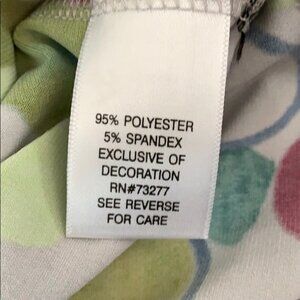 95% POLYESTER
5% SPANDEX
EXCLUSIVE OF
DECORATION
RN#73277
SEE REVERSE
FOR CARE